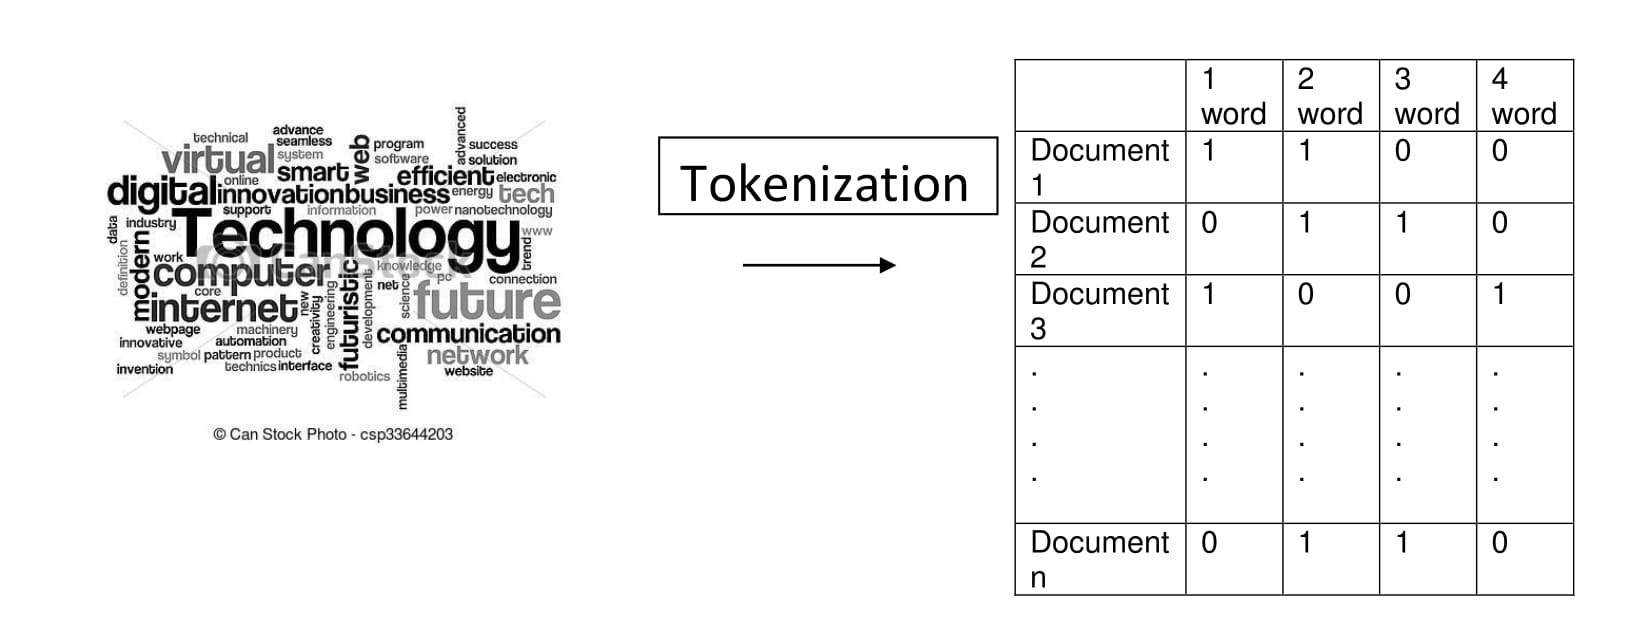 advanced
advance
technical
seamless
web
program
success
virtual
system
software
solution
smart
efficient
electronic
online
digital
innovation
business
energy
tech
support
information
power
nanotechnology
data
industry
Technology
www
trend
definition
modern
work
computer
CanStock
knowledge
pc
connection
core
futuristic
development
net
science
internet
new
creativity
engineering
future
webpage
machinery
communication
innovative
automation
symbol
pattern
product
network
invention
technics
interface
robotics
multimedia
website
© Can Stock Photo - csp33644203
Tokenization
1 2 3 4
word word word word
Document 1 1 0 0
1
Document 0 1 1 0
2
Document 1 0 0 1
3
. . . . .
. . . . .
. . . . .
. . . . .
Document 0 1 1 0
n